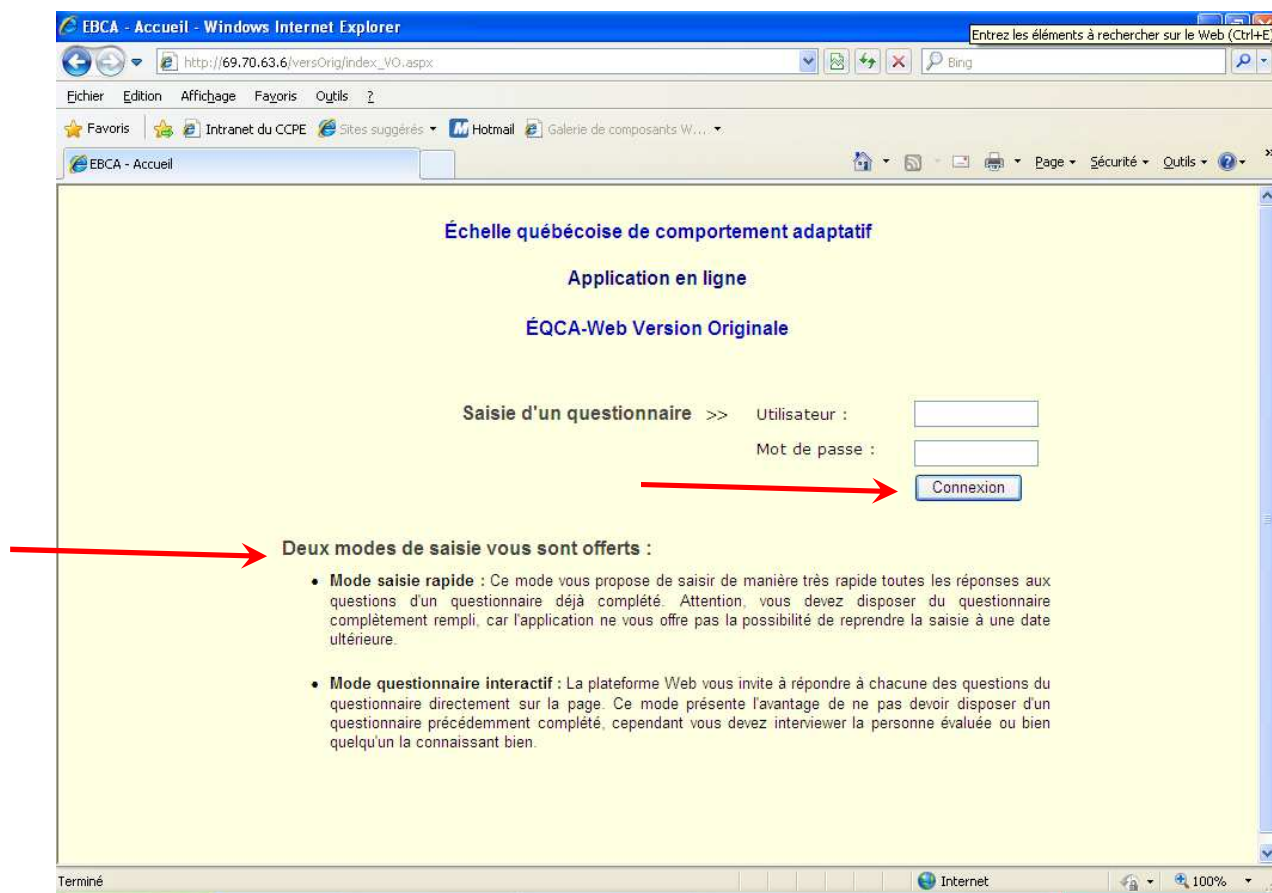 EBCA - Accueil - Windows Internet Explorer
Entrez les éléments à rechercher sur le Web (Ctrl+E)
http://69.70.63.6/versOrig/index_VO.aspx
Bing
Fichier Edition Affichage Favoris Outils ?
Favoris Intranet du CCPE Sites suggérés Hotmail Galerie de composants W...
EBCA - Accueil
Page Sécurité Outils »
Échelle québécoise de comportement adaptatif
Application en ligne
ÉQCA-Web Version Originale
Saisie d'un questionnaire >> Utilisateur :
Mot de passe :
Connexion
Deux modes de saisie vous sont offerts :
• Mode saisie rapide : Ce mode vous propose de saisir de manière très rapide toutes les réponses aux
questions d'un questionnaire déjà complété. Attention, vous devez disposer du questionnaire
complètement rempli, car l'application ne vous offre pas la possibilité de reprendre la saisie à une date
ultérieure.
• Mode questionnaire interactif : La plateforme Web vous invite à répondre à chacune des questions du
questionnaire directement sur la page. Ce mode présente l'avantage de ne pas devoir disposer d'un
questionnaire précédemment complété, cependant vous devez interviewer la personne évaluée ou bien
quelqu'un la connaissant bien.
Terminé
Internet
100%